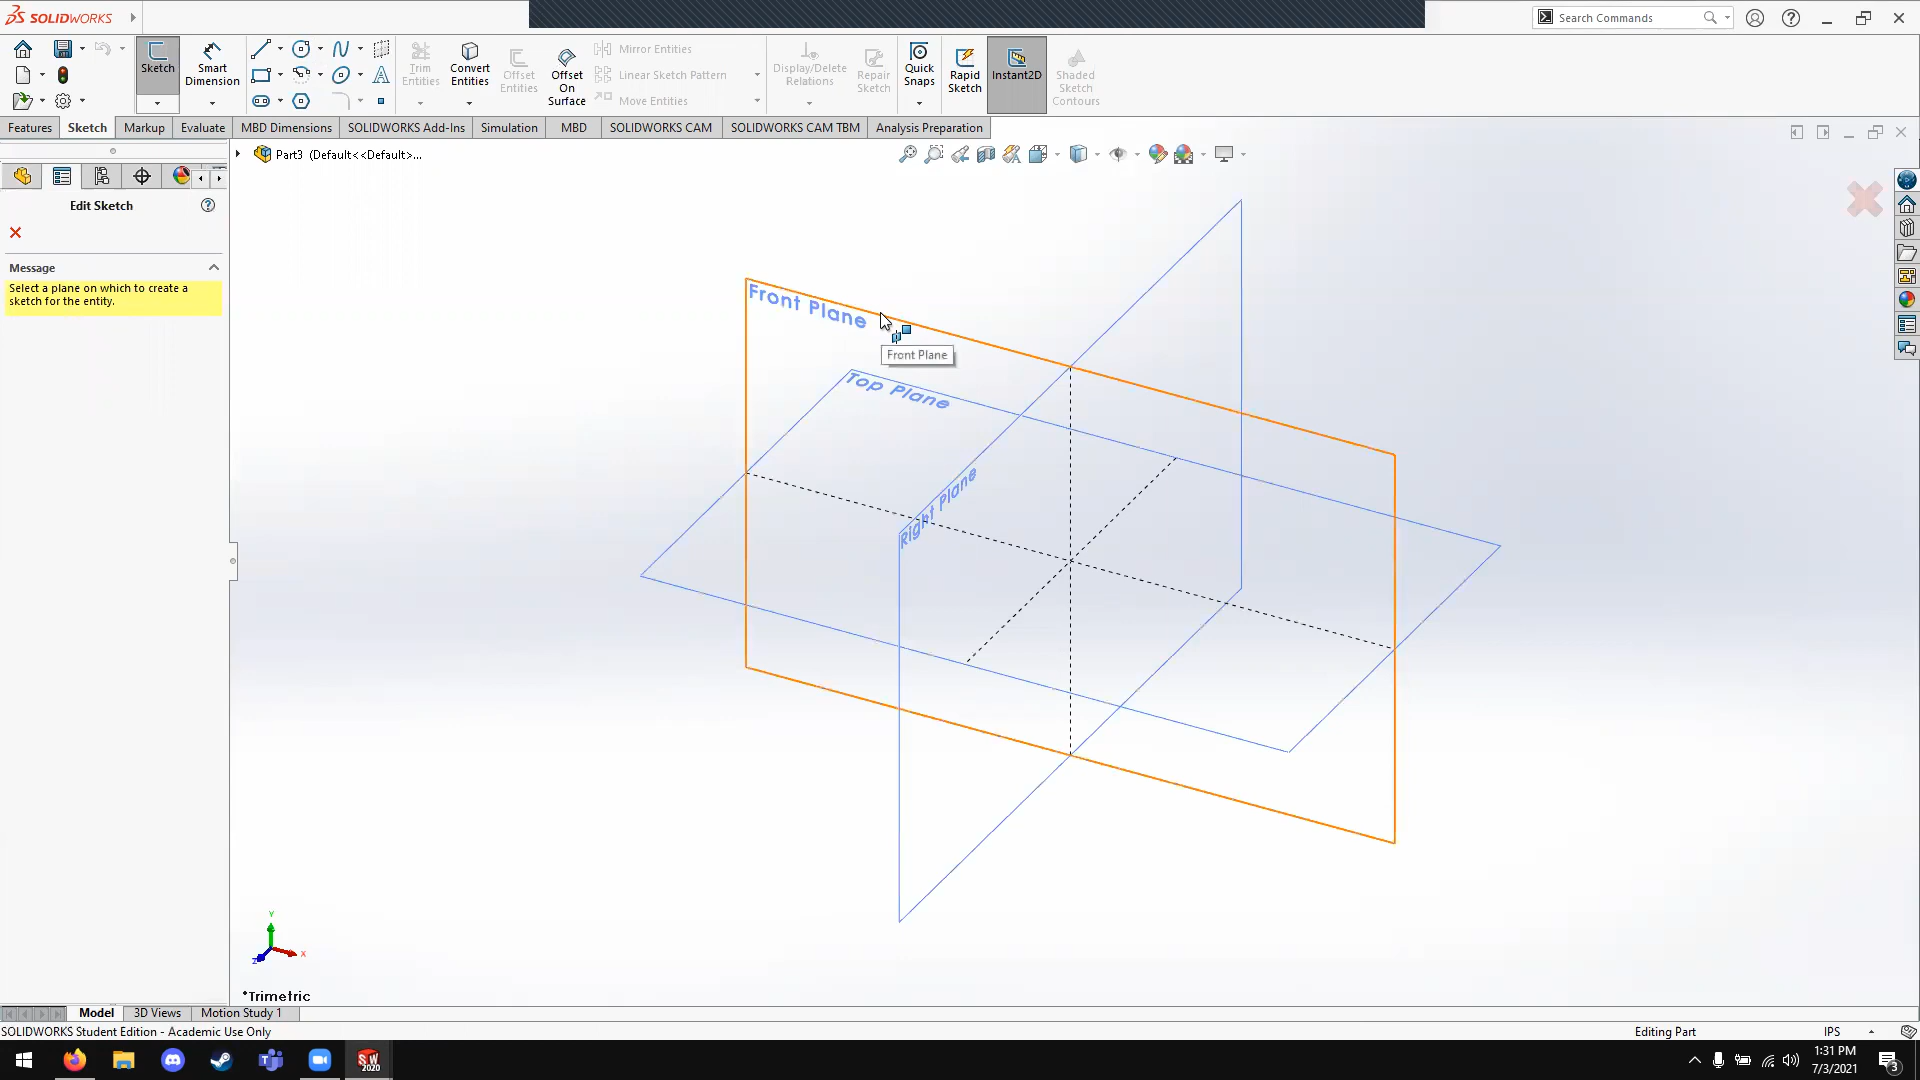 SOLIDWORKS
Search Commands
Sketch
Smart Dimension
Trim Entities
Convert Entities
Offset Entities
Offset On Surface
Mirror Entities
Linear Sketch Pattern
Move Entities
Display/Delete Relations
Repair Sketch
Quick Snaps
Rapid Sketch
Instant2D
Shaded Sketch Contours
Features
Sketch
Markup
Evaluate
MBD Dimensions
SOLIDWORKS Add-Ins
Simulation
MBD
SOLIDWORKS CAM
SOLIDWORKS CAM TBM
Analysis Preparation
Part3 (Default<<Default>...
Edit Sketch
Message
Select a plane on which to create a
sketch for the entity.
Front Plane
Front Plane
Top Plane
Right Plane
Y
X
Z
*Trimetric
Model
3D Views
Motion Study 1
SOLIDWORKS Student Edition - Academic Use Only
Editing Part
IPS
SW
2020
1:31 PM
7/3/2021
3